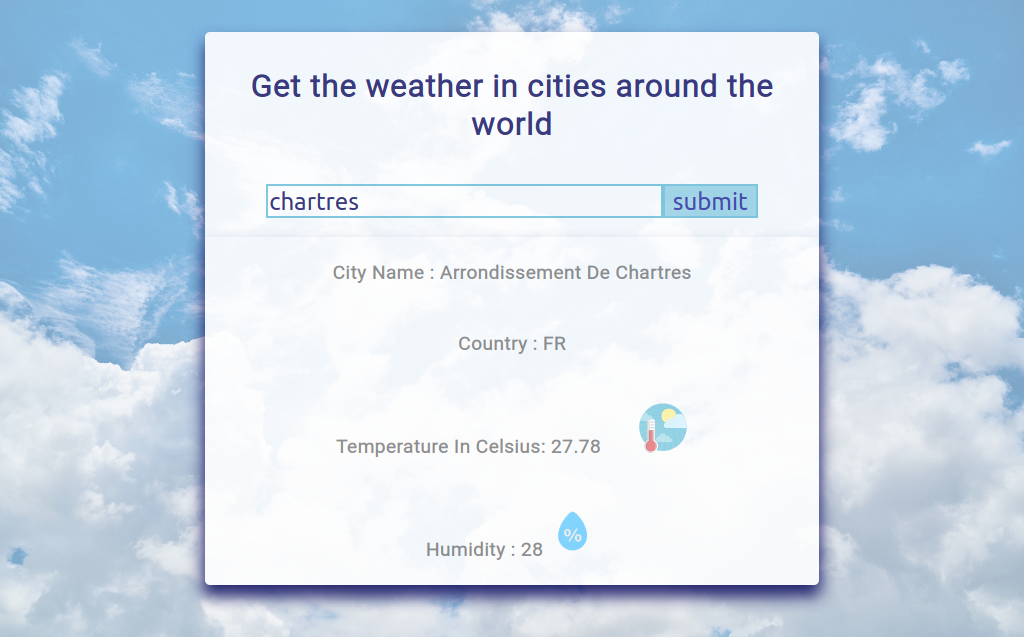 Get the weather in cities around the
world
chartres
submit
City Name : Arrondissement De Chartres
Country : FR
Temperature In Celsius: 27.78
Humidity : 28
%